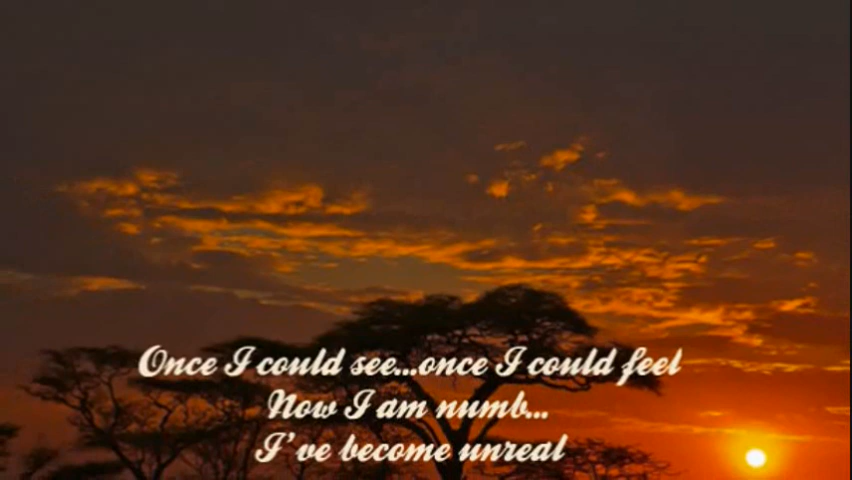 Once I could see...once I could feel
Now I am numb...
I've become unreal